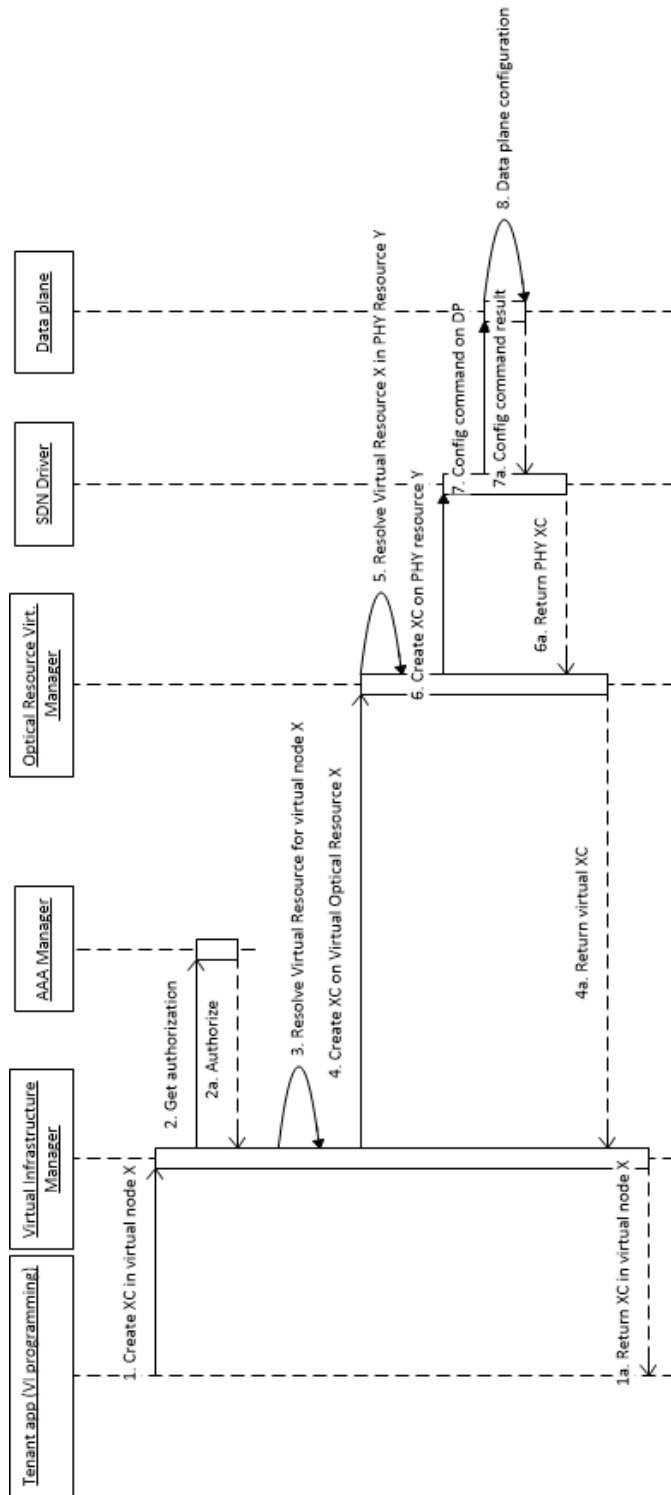 Tenant app (VI programming)
Virtual Infrastructure
Manager
AAA Manager
Optical Resource Virt.
Manager
SDN Driver
Data plane
1. Create XC in virtual node X
2. Get authorization
2a. Authorize
3. Resolve Virtual Resource for virtual node X
4. Create XC on Virtual Optical Resource X
5. Resolve Virtual Resource X in PHY Resource Y
6. Create XC on PHY resource Y
7. Config command on DP
8. Data plane configuration
7a. Config command result
6a. Return PHY XC
4a. Return virtual XC
1a. Return XC in virtual node X